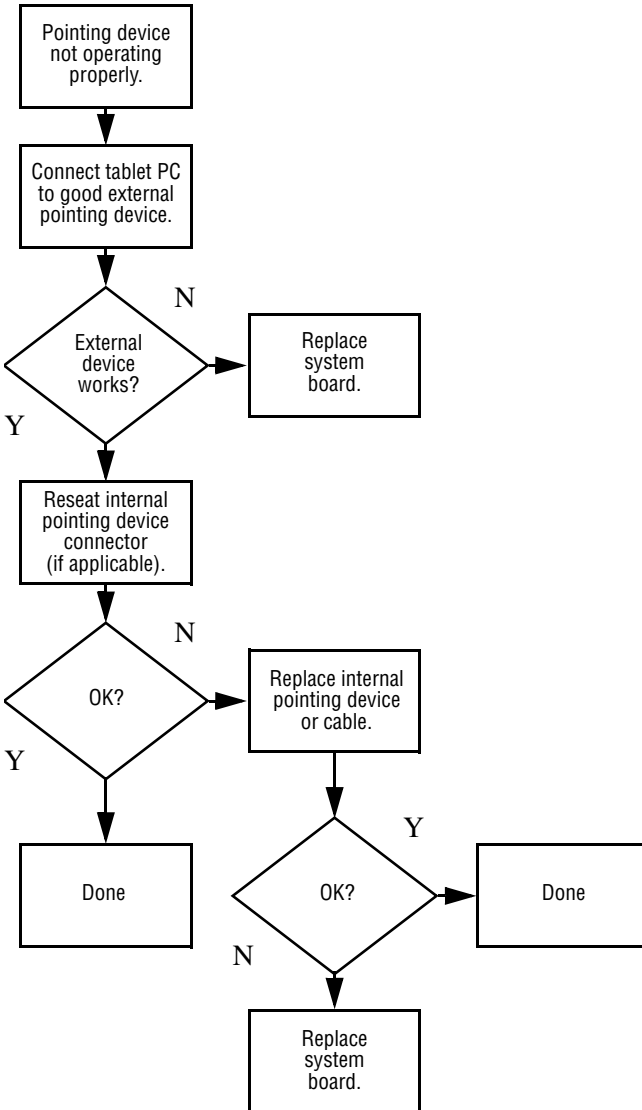 Pointing device
not operating
properly.
Connect tablet PC
to good external
pointing device.
N
External
device
works?
Replace
system
board.
Y
Reseat internal
pointing device
connector
(if applicable).
N
OK?
Replace internal
pointing device
or cable.
Y
Y
Done
OK?
Done
N
Replace
system
board.